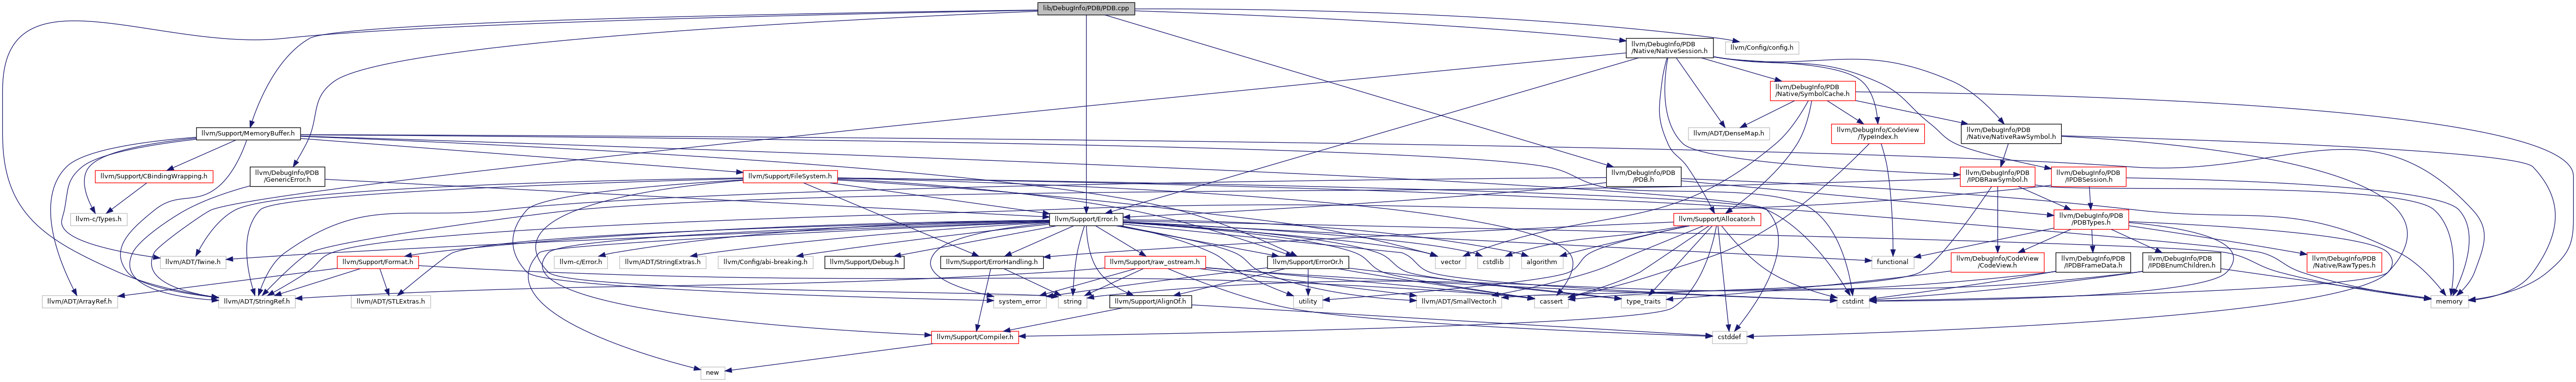 lib/DebugInfo/PDB/PDB.cpp
llvm/DebugInfo/PDB
/Native/NativeSession.h
llvm/Config/config.h
llvm/DebugInfo/PDB
/Native/SymbolCache.h
llvm/Support/MemoryBuffer.h
llvm/ADT/DenseMap.h
llvm/DebugInfo/CodeView
/TypeIndex.h
llvm/DebugInfo/PDB
/Native/NativeRawSymbol.h
llvm/Support/CBindingWrapping.h
llvm/DebugInfo/PDB
/GenericError.h
llvm/Support/FileSystem.h
llvm/DebugInfo/PDB
/PDB.h
llvm/DebugInfo/PDB
/IPDBRawSymbol.h
llvm/DebugInfo/PDB
/IPDBSession.h
llvm-c/Types.h
llvm/Support/Error.h
llvm/Support/Allocator.h
llvm/DebugInfo/PDB
/PDBTypes.h
llvm/ADT/Twine.h
llvm/Support/Format.h
llvm-c/Error.h
llvm/ADT/StringExtras.h
llvm/Config/abi-breaking.h
llvm/Support/Debug.h
llvm/Support/ErrorHandling.h
llvm/Support/raw_ostream.h
llvm/Support/ErrorOr.h
vector
cstdlib
algorithm
functional
llvm/DebugInfo/CodeView
/CodeView.h
llvm/DebugInfo/PDB
/IPDBFrameData.h
llvm/DebugInfo/PDB
/IPDBEnumChildren.h
llvm/DebugInfo/PDB
/Native/RawTypes.h
llvm/ADT/ArrayRef.h
llvm/ADT/StringRef.h
llvm/ADT/STLExtras.h
system_error
string
llvm/Support/AlignOf.h
utility
llvm/ADT/SmallVector.h
cassert
type_traits
cstdint
memory
llvm/Support/Compiler.h
cstddef
new